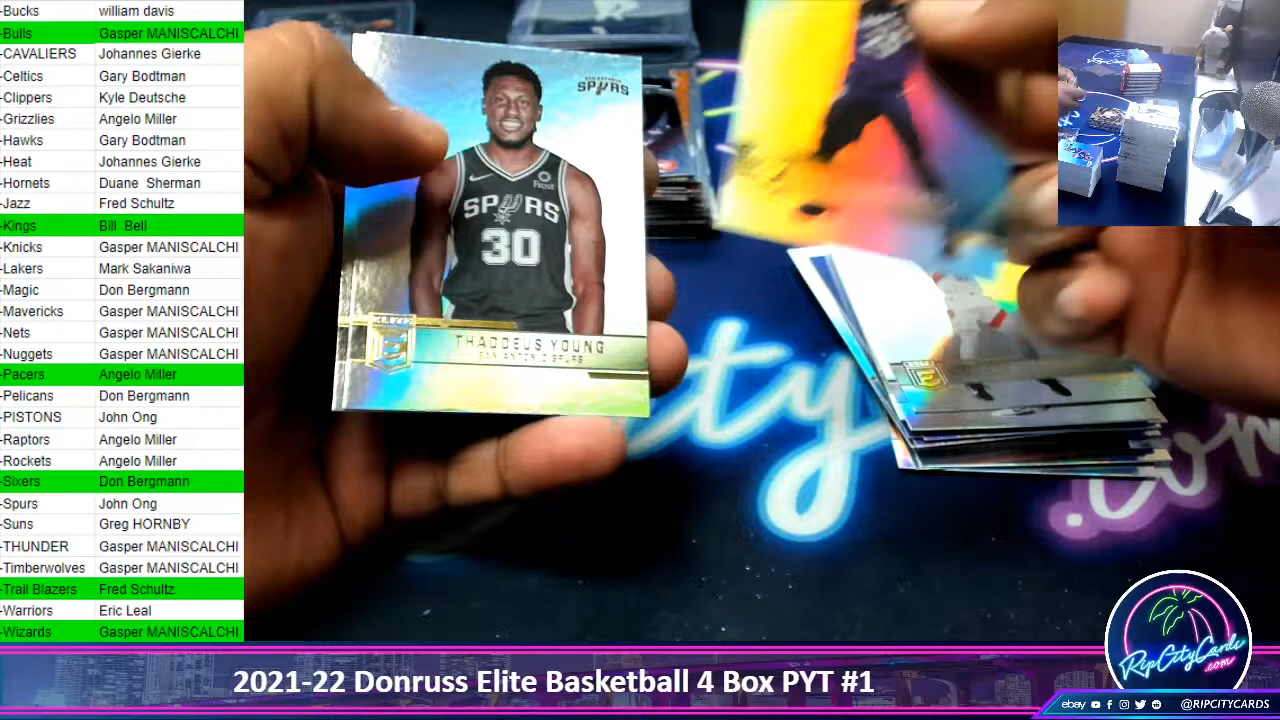 -Bucks william davis
-Bulls Gasper MANISCALCHI
-CAVALIERS Johannes Gierke
-Celtics Gary Bodtman
-Clippers Kyle Deutsche
-Grizzlies Angelo Miller
-Hawks Gary Bodtman
-Heat Johannes Gierke
-Hornets Duane Sherman
-Jazz Fred Schultz
-Kings Bill Bell
-Knicks Gasper MANISCALCHI
-Lakers Mark Sakaniwa
-Magic Don Bergmann
-Mavericks Gasper MANISCALCHI
-Nets Gasper MANISCALCHI
-Nuggets Gasper MANISCALCHI
-Pacers Angelo Miller
-Pelicans Don Bergmann
-PISTONS John Ong
-Raptors Angelo Miller
-Rockets Angelo Miller
-Sixers Don Bergmann
-Spurs John Ong
-Suns Greg HORNBY
-THUNDER Gasper MANISCALCHI
-Timberwolves Gasper MANISCALCHI
-Trail Blazers Fred Schultz
-Warriors Eric Leal
-Wizards Gasper MANISCALCHI
SPURS
SPURS
30
ELITE
E
THADDEUS YOUNG
SAN ANTONIO SPURS
E
ity
.com
RipCityCards
.com
2021-22 Donruss Elite Basketball 4 Box PYT #1
ebay @RIPCITYCARDS